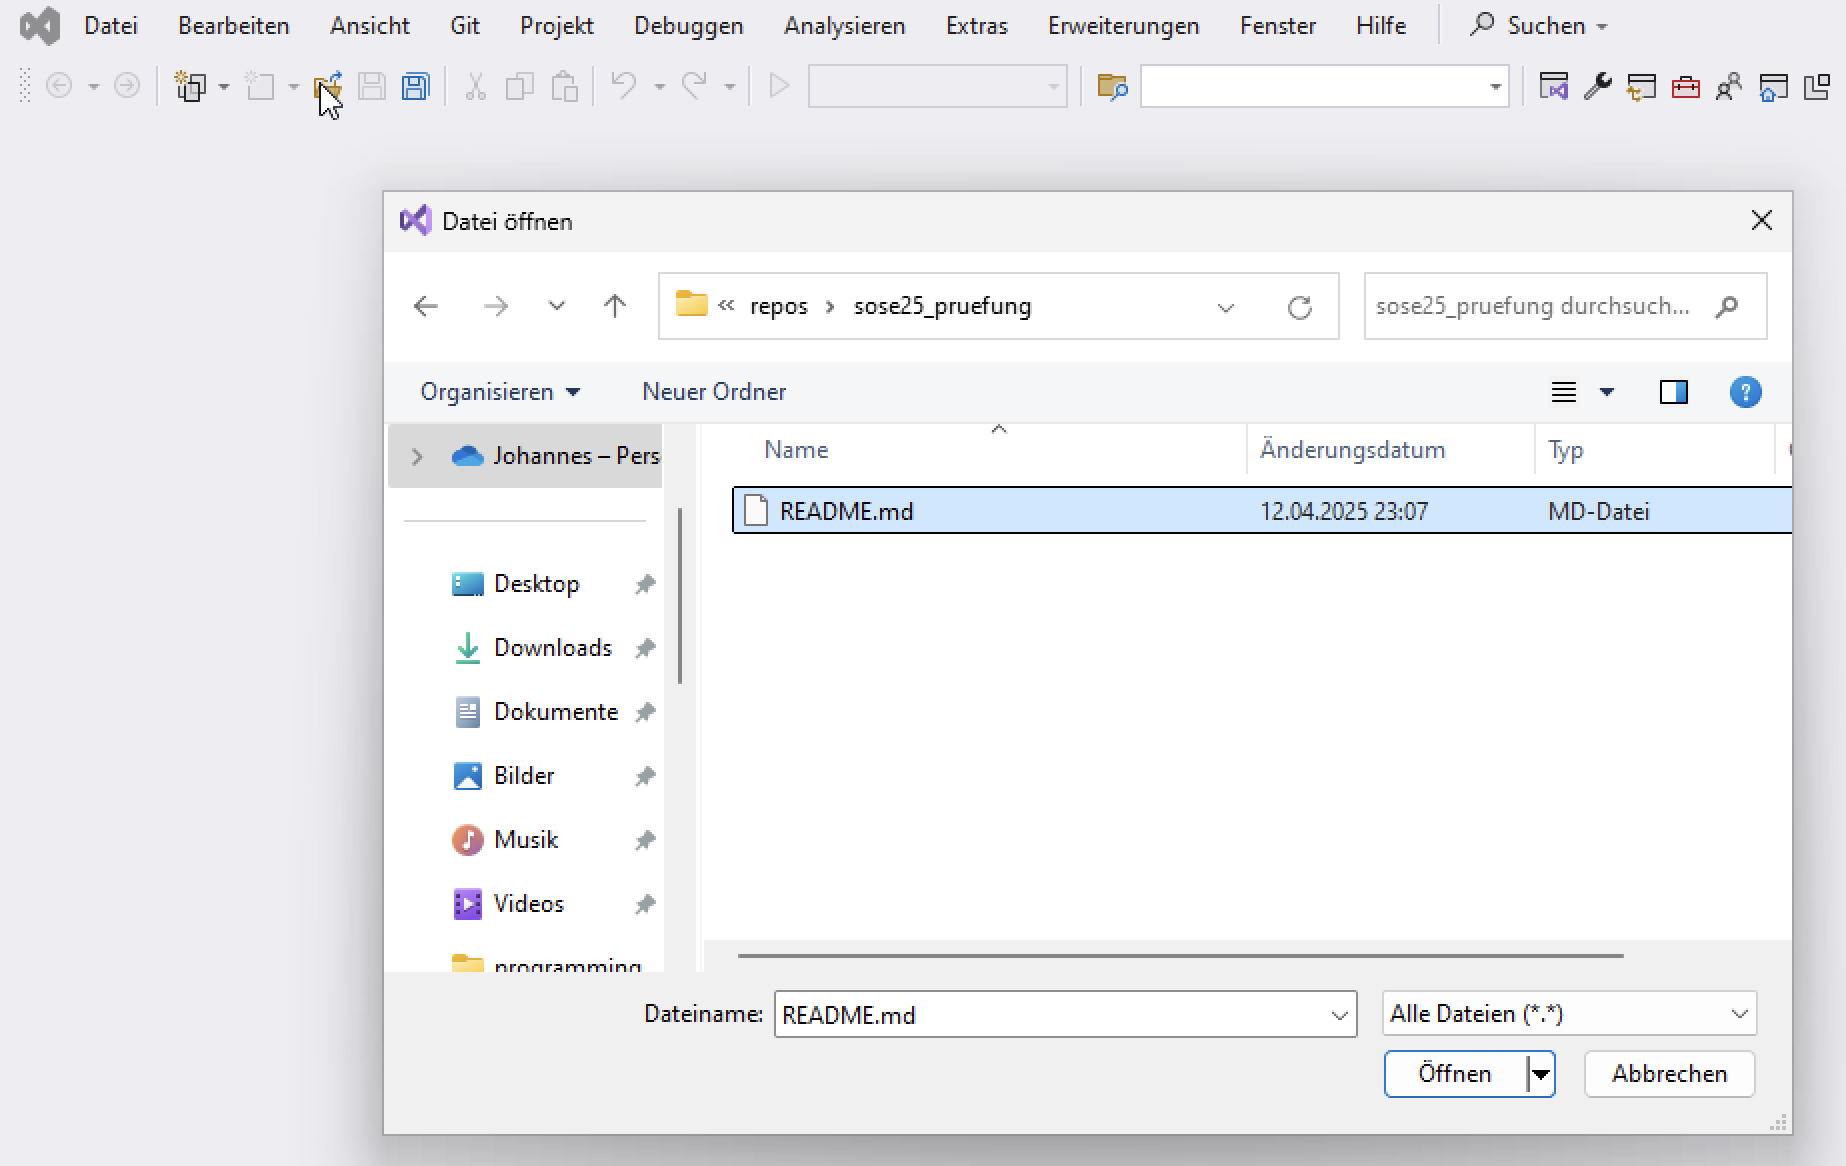 Datei Bearbeiten Ansicht Git Projekt Debuggen Analysieren Extras Erweiterungen Fenster Hilfe Suchen
Datei öffnen
« repos › sose25_pruefung
sose25_pruefung durchsuch...
Organisieren Neuer Ordner
Johannes – Pers
Name Änderungsdatum Typ
README.md 12.04.2025 23:07 MD-Datei
Desktop
Downloads
Dokumente
Bilder
Musik
Videos
programming
Dateiname: README.md Alle Dateien (*.*)
Öffnen Abbrechen